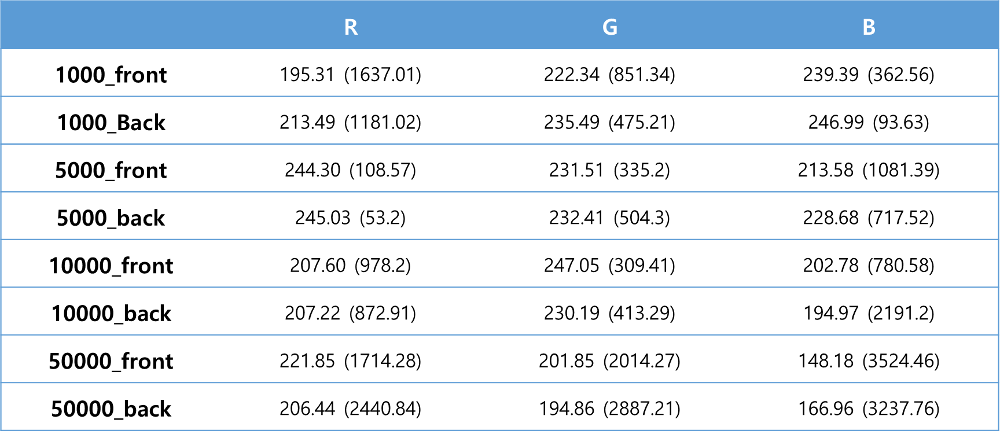 R G B
1000_front 195.31 (1637.01) 222.34 (851.34) 239.39 (362.56)
1000_Back 213.49 (1181.02) 235.49 (475.21) 246.99 (93.63)
5000_front 244.30 (108.57) 231.51 (335.2) 213.58 (1081.39)
5000_back 245.03 (53.2) 232.41 (504.3) 228.68 (717.52)
10000_front 207.60 (978.2) 247.05 (309.41) 202.78 (780.58)
10000_back 207.22 (872.91) 230.19 (413.29) 194.97 (2191.2)
50000_front 221.85 (1714.28) 201.85 (2014.27) 148.18 (3524.46)
50000_back 206.44 (2440.84) 194.86 (2887.21) 166.96 (3237.76)